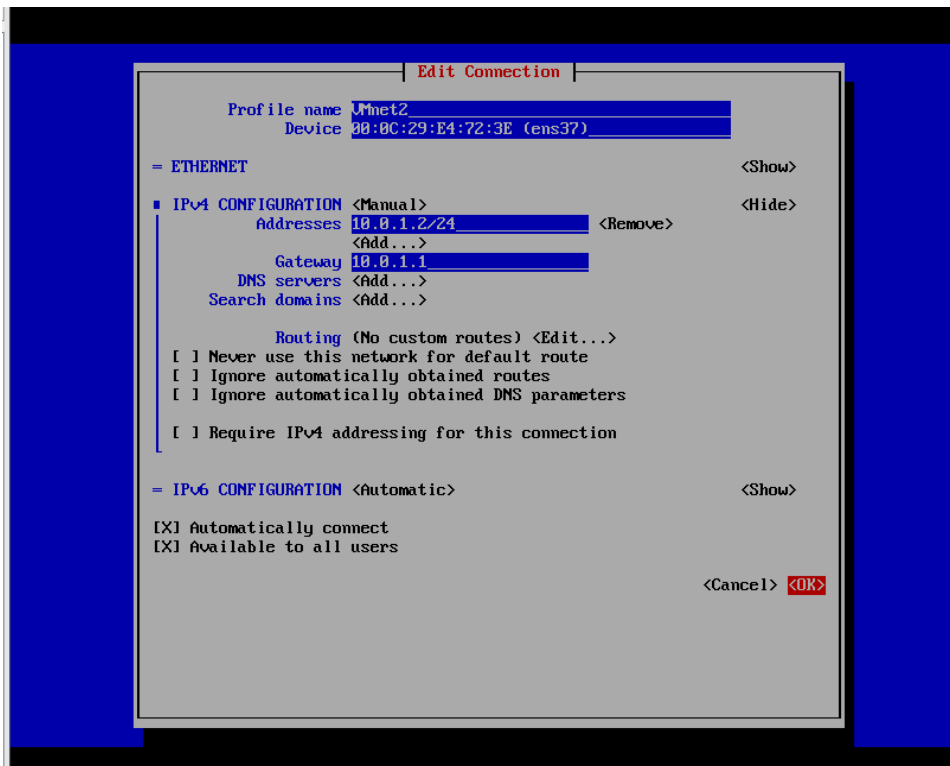 Edit Connection
Profile name VMnet2
Device 00:0C:29:E4:72:3E (ens37)
= ETHERNET <Show>
IPv4 CONFIGURATION <Manual> <Hide>
Addresses 10.0.1.2/24 <Remove>
<Add...>
Gateway 10.0.1.1
DNS servers <Add...>
Search domains <Add...>
Routing (No custom routes) <Edit...>
[ ] Never use this network for default route
[ ] Ignore automatically obtained routes
[ ] Ignore automatically obtained DNS parameters
[ ] Require IPv4 addressing for this connection
= IPv6 CONFIGURATION <Automatic> <Show>
[X] Automatically connect
[X] Available to all users
<Cancel> <OK>